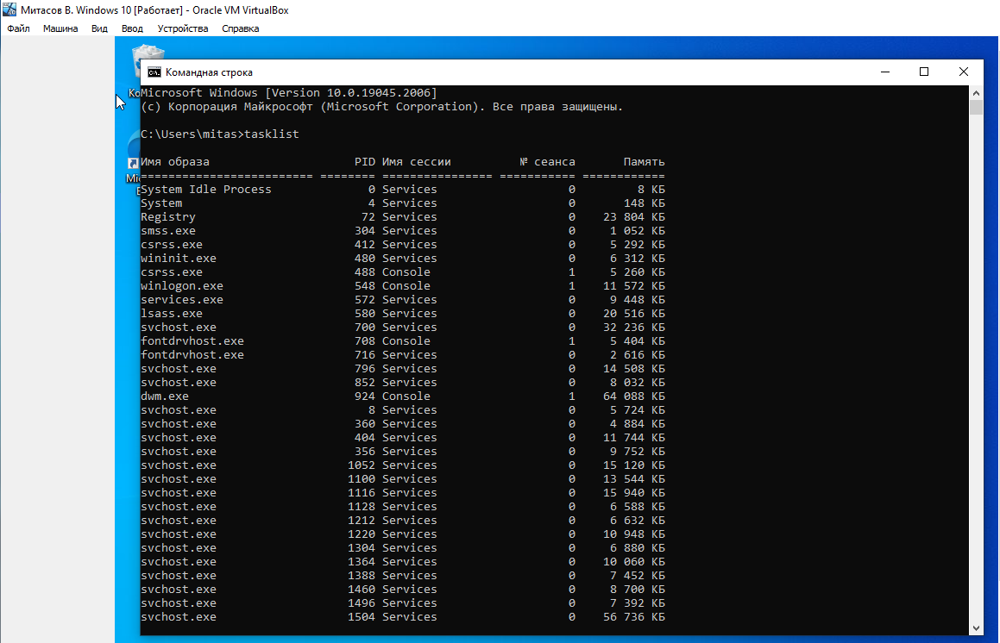 Митасов В. Windows 10 [Работает] - Oracle VM VirtualBox
Файл Машина Вид Ввод Устройства Справка
Командная строка
Microsoft Windows [Version 10.0.19045.2006]
(c) Корпорация Майкрософт (Microsoft Corporation). Все права защищены.
C:\Users\mitas>tasklist
Имя образа PID Имя сессии № сеанса Память
========================= ======== ================ =========== ============
System Idle Process 0 Services 0 8 КБ
System 4 Services 0 148 КБ
Registry 72 Services 0 23 804 КБ
smss.exe 304 Services 0 1 052 КБ
csrss.exe 412 Services 0 5 292 КБ
wininit.exe 480 Services 0 6 312 КБ
csrss.exe 488 Console 1 5 260 КБ
winlogon.exe 548 Console 1 11 572 КБ
services.exe 572 Services 0 9 448 КБ
lsass.exe 580 Services 0 20 516 КБ
svchost.exe 700 Services 0 32 236 КБ
fontdrvhost.exe 708 Console 1 5 404 КБ
fontdrvhost.exe 716 Services 0 2 616 КБ
svchost.exe 796 Services 0 14 508 КБ
svchost.exe 852 Services 0 8 032 КБ
dwm.exe 924 Console 1 64 088 КБ
svchost.exe 8 Services 0 5 724 КБ
svchost.exe 360 Services 0 4 884 КБ
svchost.exe 404 Services 0 11 744 КБ
svchost.exe 356 Services 0 9 752 КБ
svchost.exe 1052 Services 0 15 120 КБ
svchost.exe 1100 Services 0 13 544 КБ
svchost.exe 1116 Services 0 15 940 КБ
svchost.exe 1128 Services 0 6 588 КБ
svchost.exe 1212 Services 0 6 632 КБ
svchost.exe 1220 Services 0 10 948 КБ
svchost.exe 1304 Services 0 6 880 КБ
svchost.exe 1364 Services 0 10 060 КБ
svchost.exe 1388 Services 0 7 452 КБ
svchost.exe 1460 Services 0 8 700 КБ
svchost.exe 1496 Services 0 7 392 КБ
svchost.exe 1504 Services 0 56 736 КБ